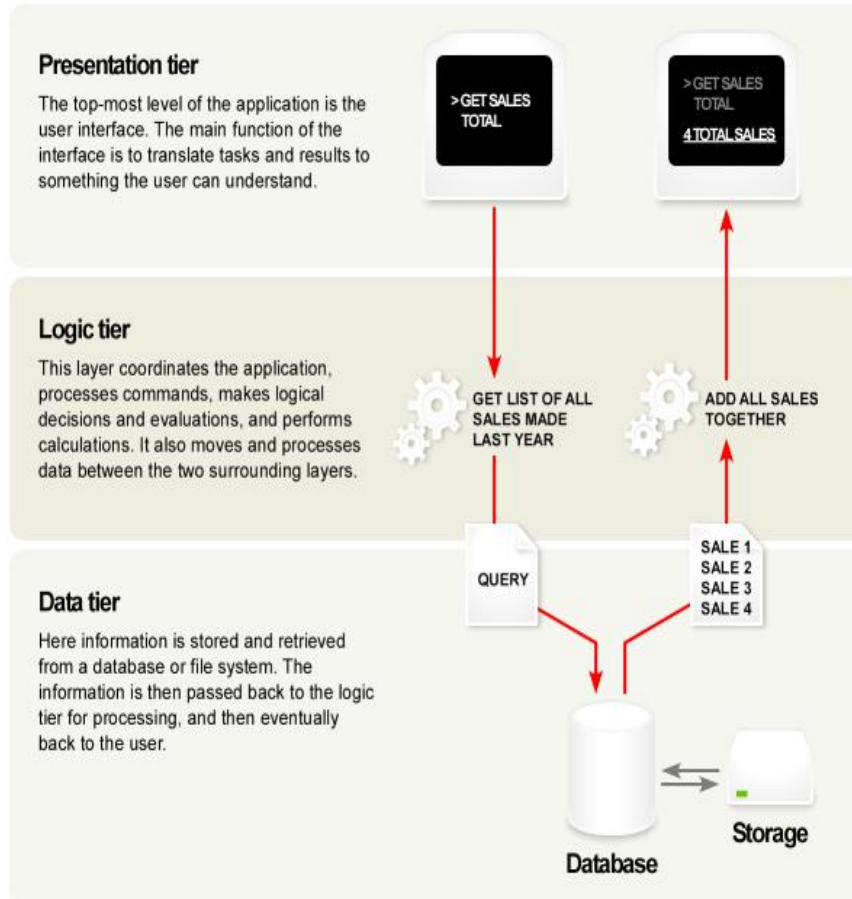 Presentation tier
The top-most level of the application is the
user interface. The main function of the
interface is to translate tasks and results to
something the user can understand.
>GET SALES
TOTAL
>GET SALES
TOTAL
4 TOTAL SALES
Logic tier
This layer coordinates the application,
processes commands, makes logical
decisions and evaluations, and performs
calculations. It also moves and processes
data between the two surrounding layers.
GET LIST OF ALL
SALES MADE
LAST YEAR
ADD ALL SALES
TOGETHER
QUERY
SALE 1
SALE 2
SALE 3
SALE 4
Data tier
Here information is stored and retrieved
from a database or file system. The
information is then passed back to the logic
tier for processing, and then eventually
back to the user.
Database
Storage